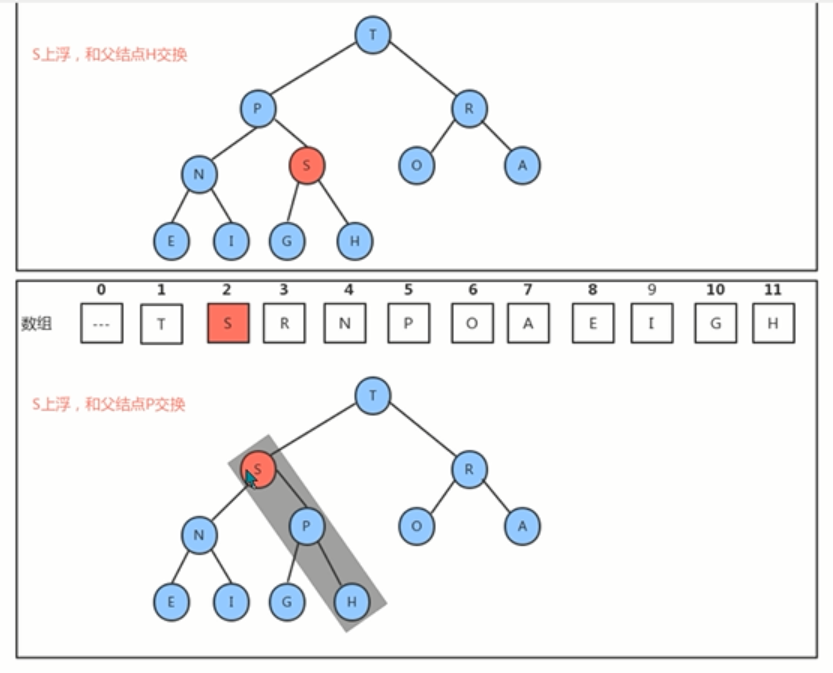 S上浮，和父结点H交换
T
P R
N S O A
E I G H
0 1 2 3 4 5 6 7 8 9 10 11
数组 --- T S R N P O A E I G H
S上浮，和父结点P交换
T
S R
N P O A
E I G H